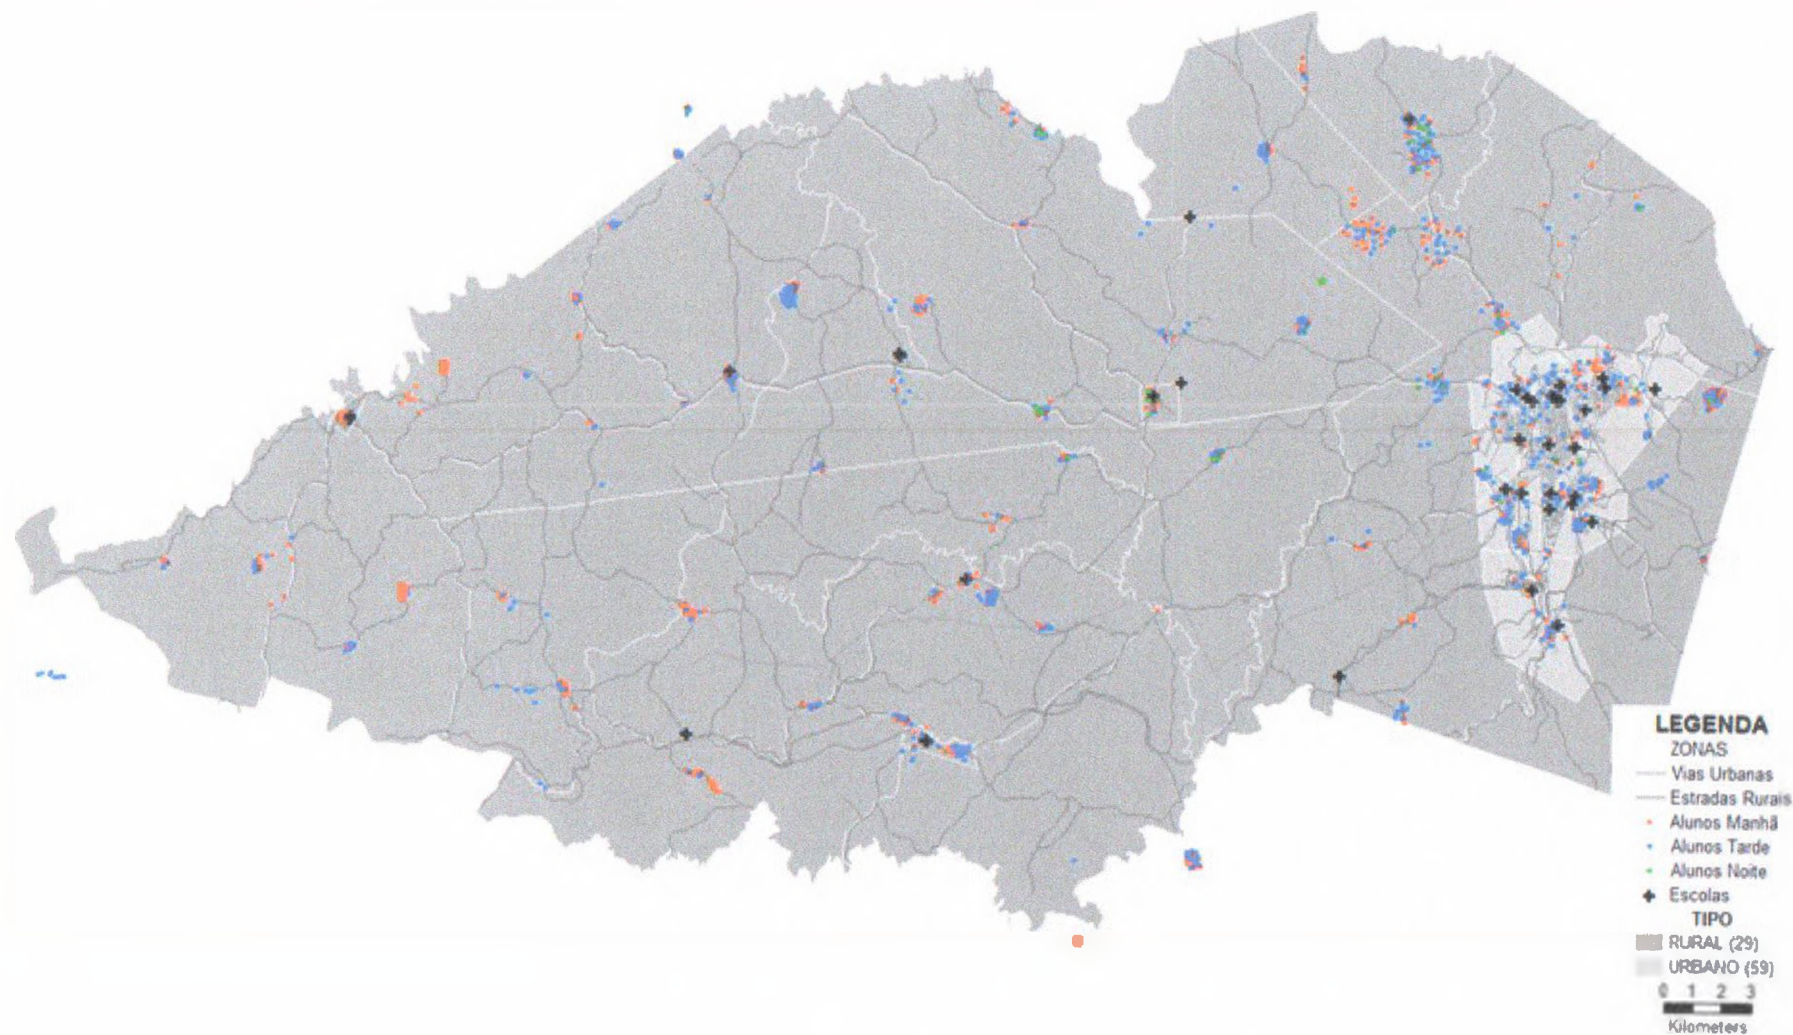 LEGENDA
ZONAS
Vias Urbanas
Estradas Rurais
Alunos Manhã
Alunos Tarde
Alunos Noite
Escolas
TIPO
RURAL (29)
URBANO (59)
0 1 2 3
Kilometers